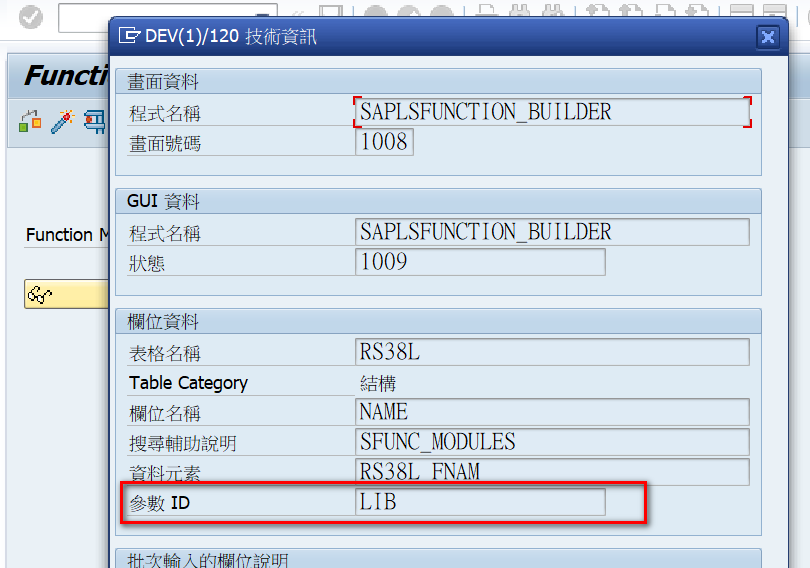 DEV(1)/120 技術資訊
Functi
畫面資料
程式名稱 SAPLSFUNCTION_BUILDER
畫面號碼 1008
GUI 資料
Function M
程式名稱 SAPLSFUNCTION_BUILDER
狀態 1009
欄位資料
表格名稱 RS38L
Table Category 結構
欄位名稱 NAME
搜尋輔助說明 SFUNC_MODULES
資料元素 RS38L_FNAM
參數 ID LIB
批次輸入的欄位說明